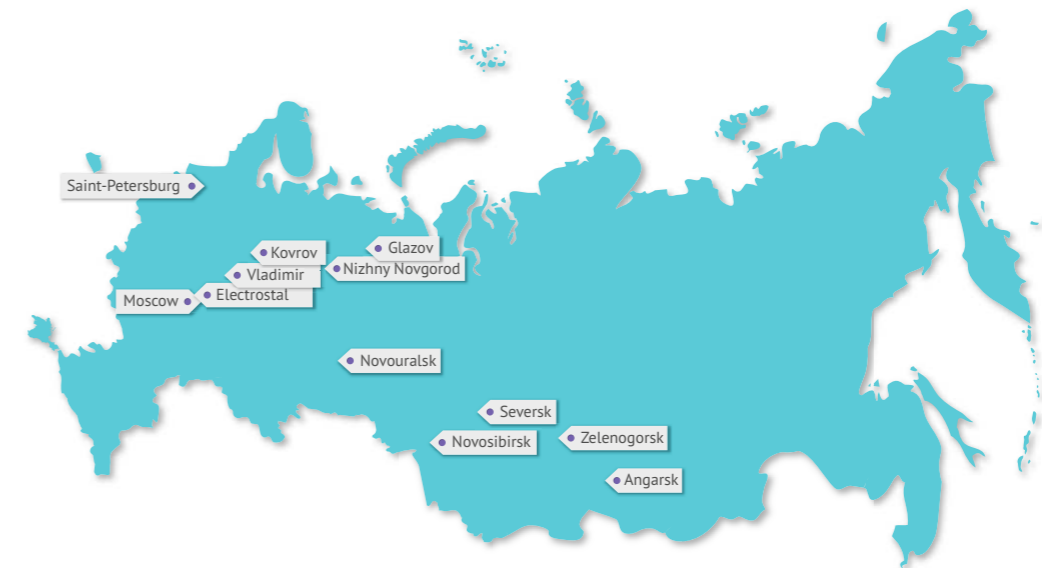 Saint-Petersburg
Kovrov
Glazov
Vladimir
Nizhny Novgorod
Moscow
Electrostal
Novouralsk
Seversk
Novosibirsk
Zelenogorsk
Angarsk